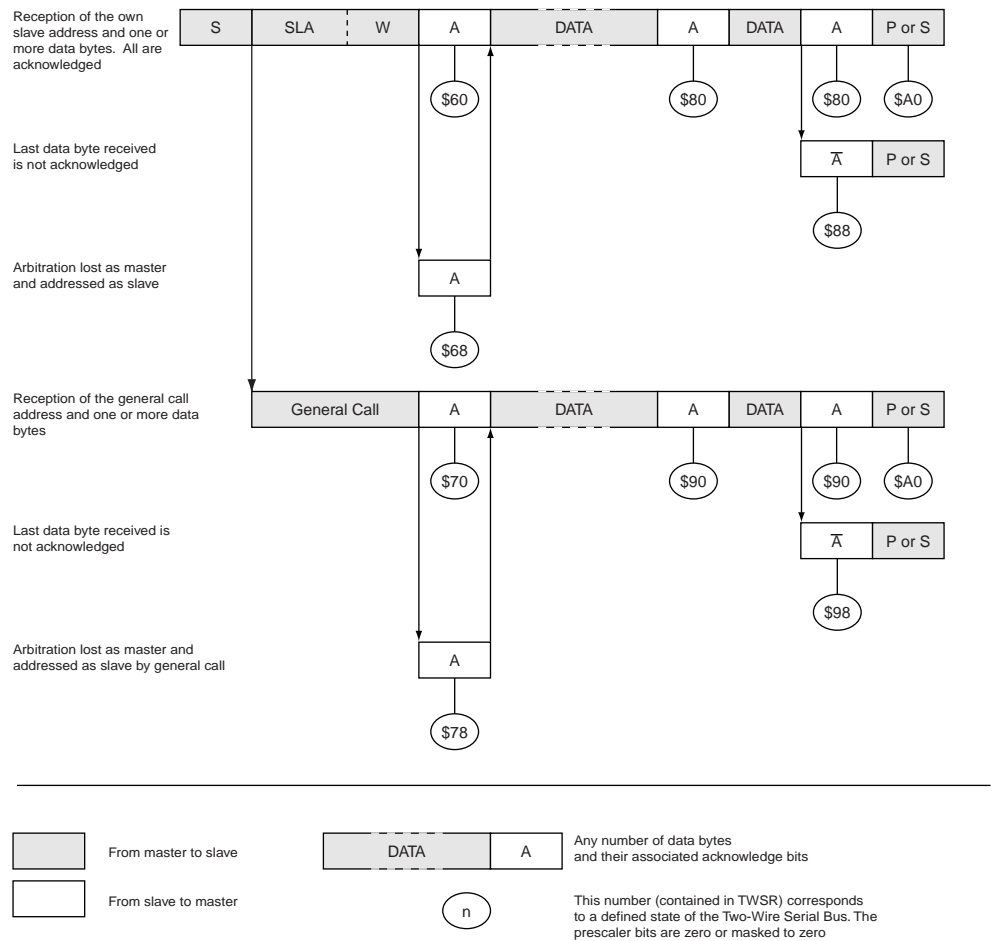 Reception of the own
slave address and one or
more data bytes. All are
acknowledged
S SLA W A DATA A DATA A P or S
$60 $80 $80 $A0
Last data byte received
is not acknowledged
A̅ P or S
$88
Arbitration lost as master
and addressed as slave
A
$68
Reception of the general call
address and one or more data
bytes
General Call A DATA A DATA A P or S
$70 $90 $90 $A0
Last data byte received is
not acknowledged
A̅ P or S
$98
Arbitration lost as master and
addressed as slave by general call
A
$78
From master to slave
DATA A
Any number of data bytes
and their associated acknowledge bits
From slave to master
n
This number (contained in TWSR) corresponds
to a defined state of the Two-Wire Serial Bus. The
prescaler bits are zero or masked to zero